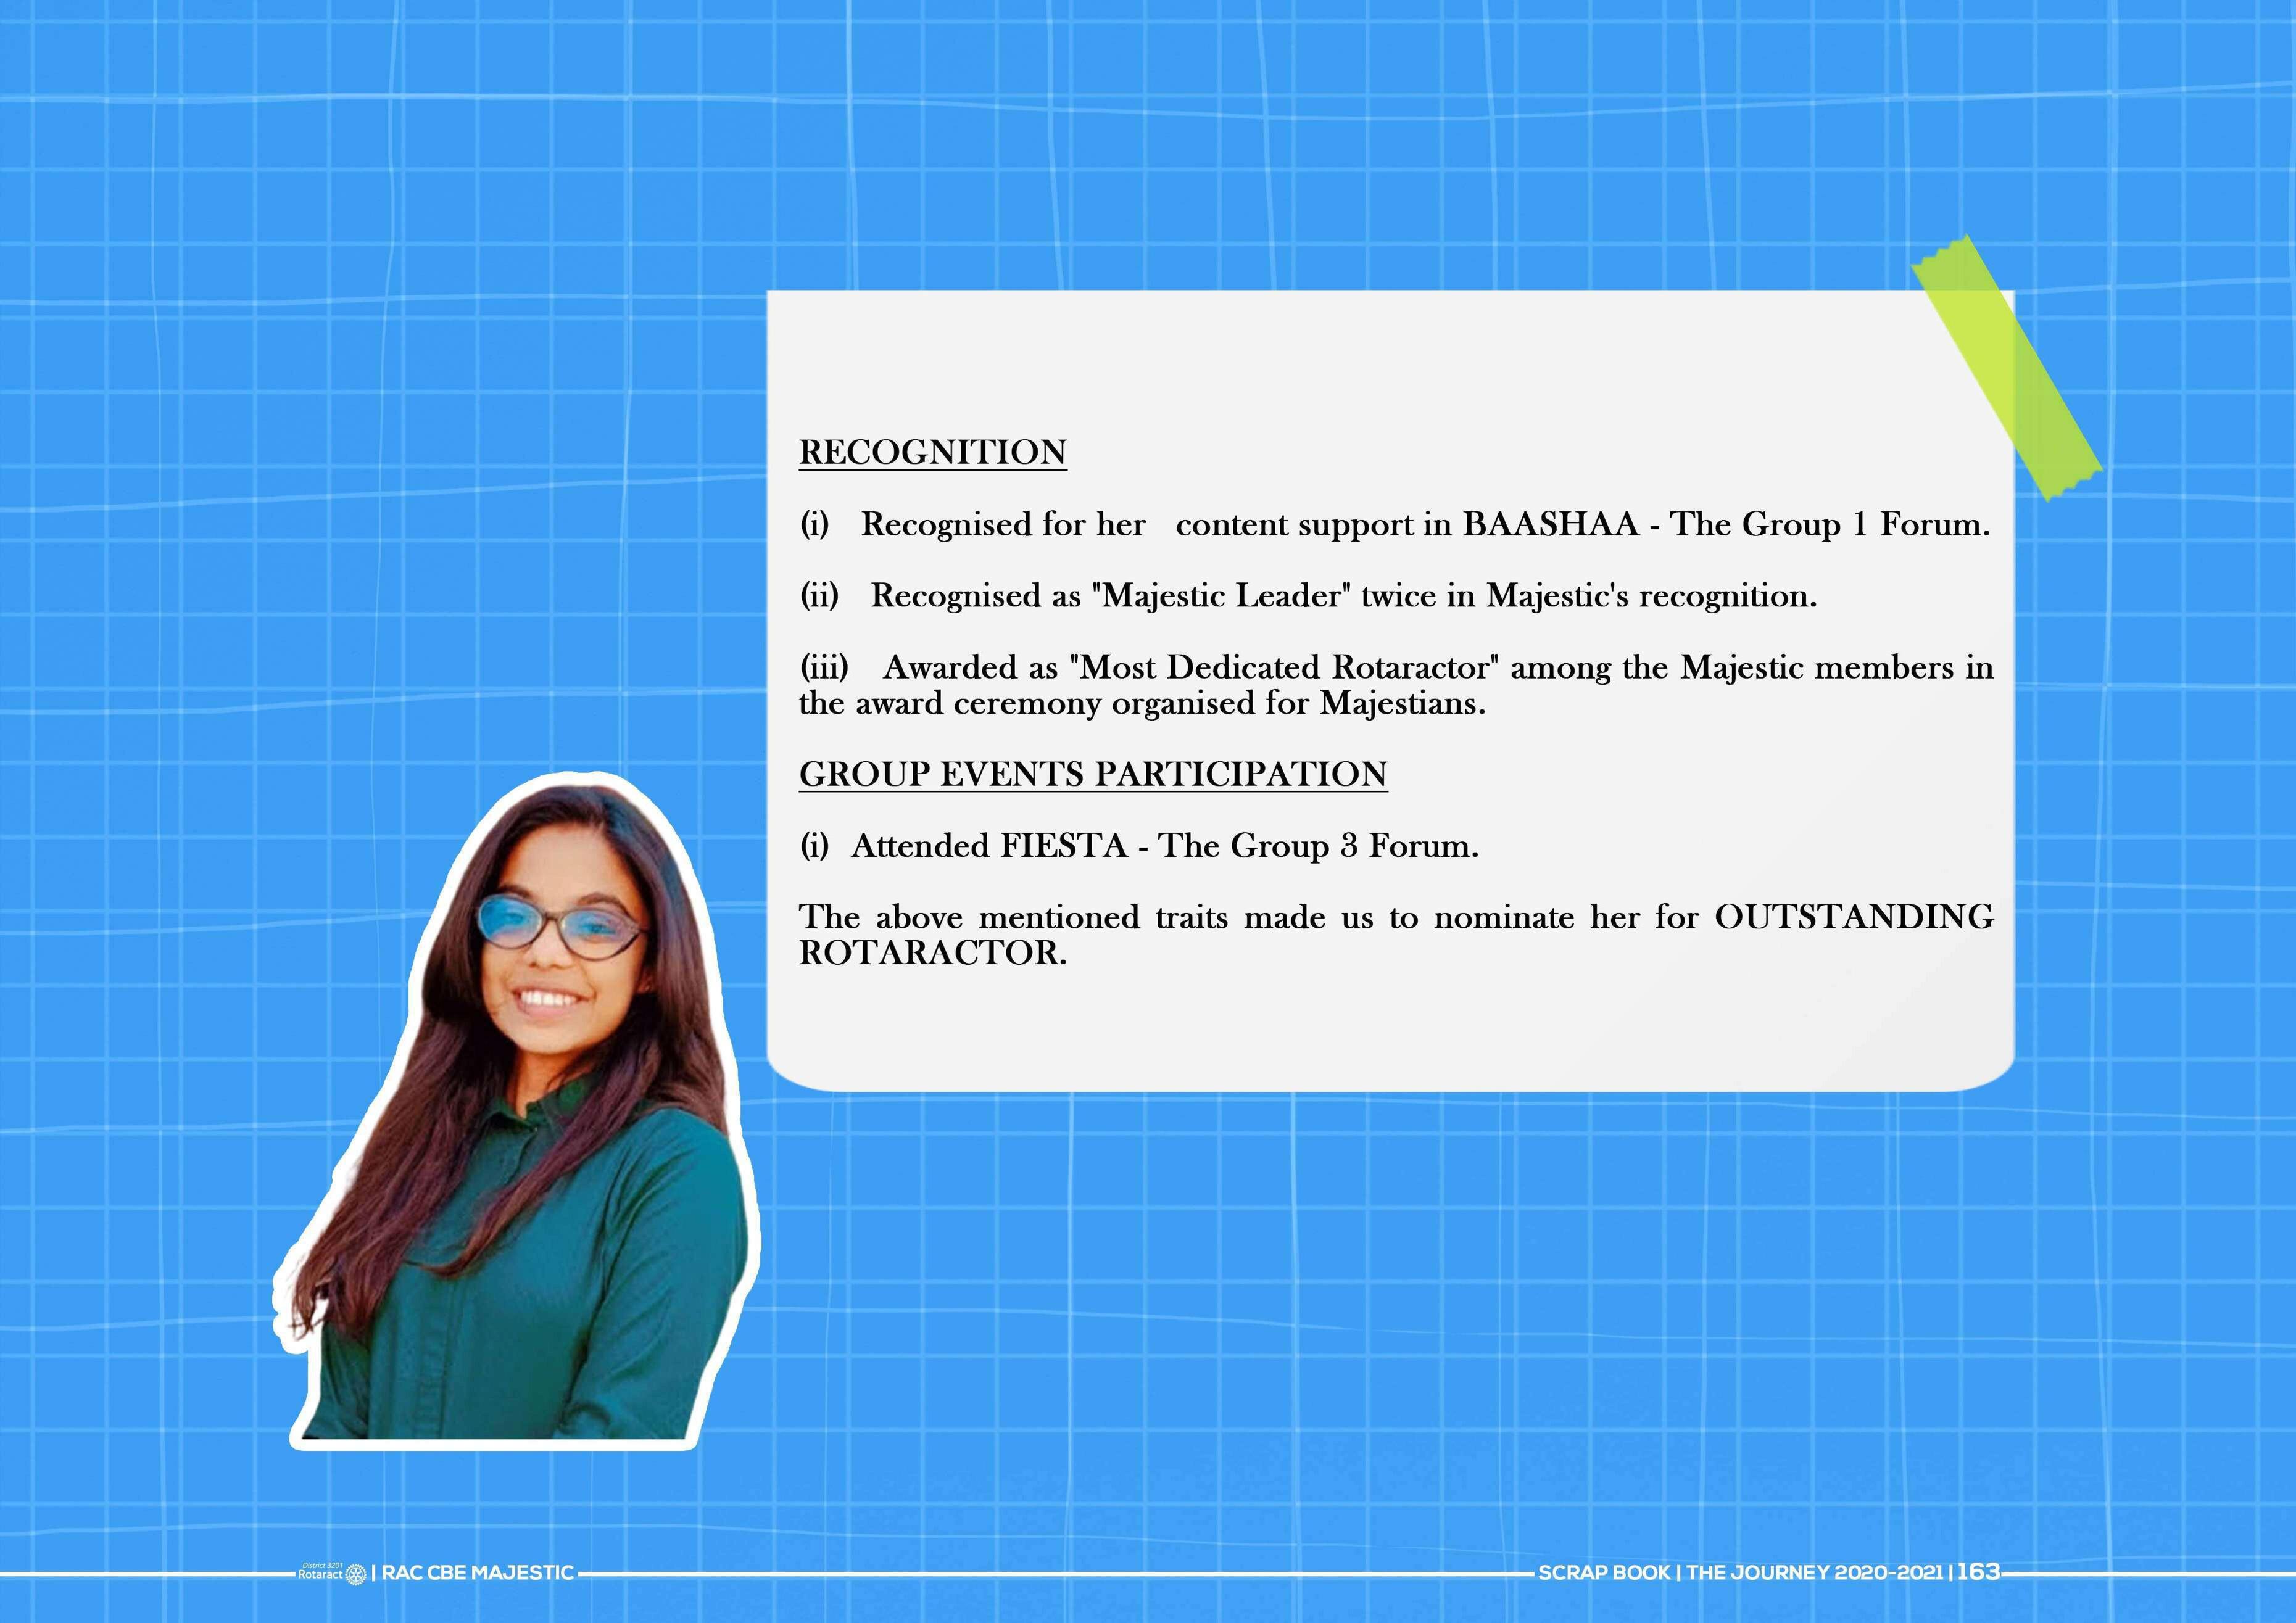 RECOGNITION
(i) Recognised for her content support in BAASHAA - The Group 1 Forum.
(ii) Recognised as "Majestic Leader" twice in Majestic's recognition.
(iii) Awarded as "Most Dedicated Rotaractor" among the Majestic members in
the award ceremony organised for Majestians.
GROUP EVENTS PARTICIPATION
(i) Attended FIESTA - The Group 3 Forum.
The above mentioned traits made us to nominate her for OUTSTANDING
ROTARACTOR.
District 3201
Rotaract | RAC CBE MAJESTIC
SCRAP BOOK | THE JOURNEY 2020-2021 | 163